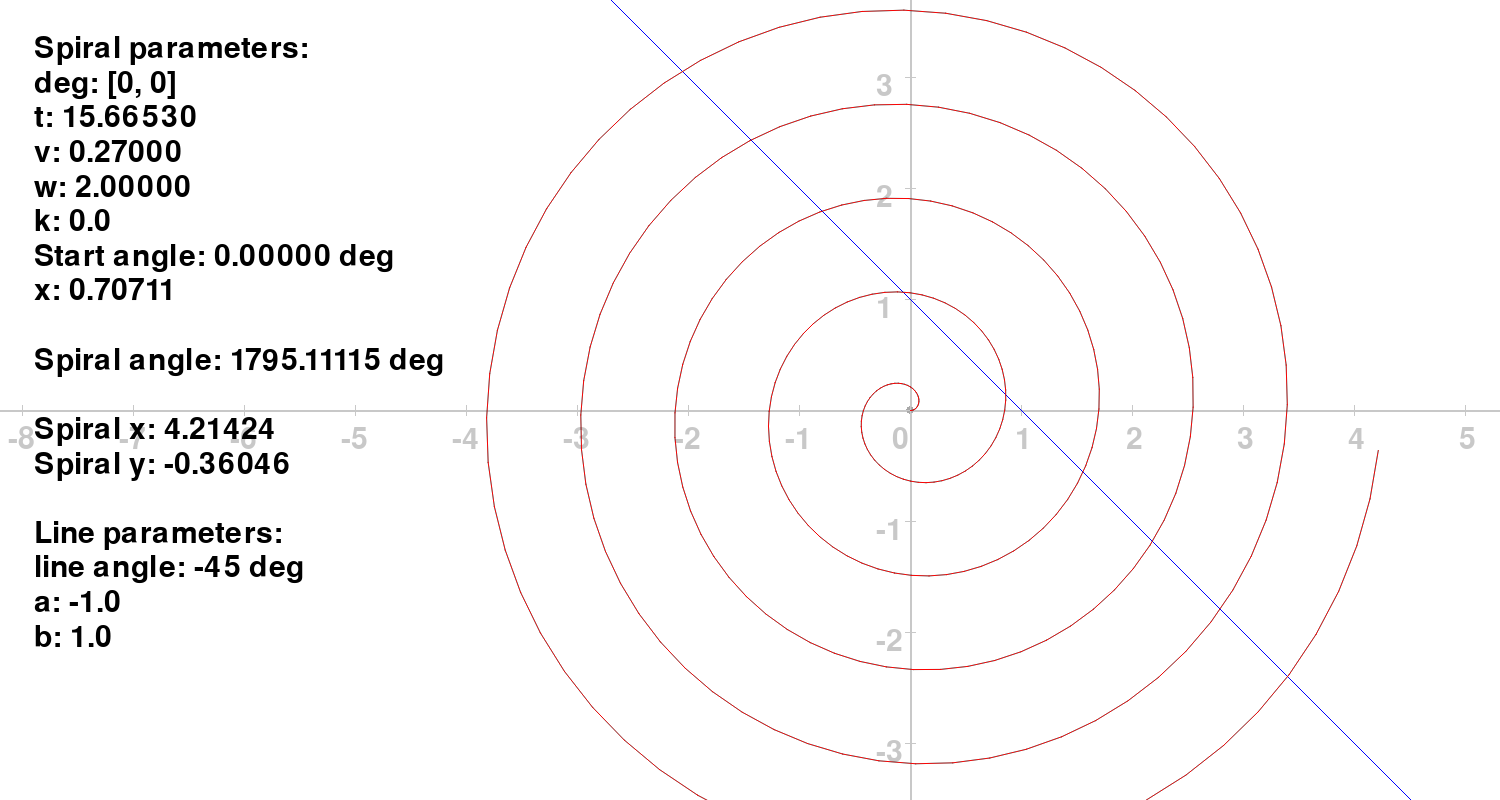 Spiral parameters:
deg: [0, 0]
t: 15.66530
v: 0.27000
w: 2.00000
k: 0.0
Start angle: 0.00000 deg
x: 0.70711
Spiral angle: 1795.11115 deg
Spiral x: 4.21424
Spiral y: -0.36046
Line parameters:
line angle: -45 deg
a: -1.0
b: 1.0
3
2
1
-8 -7 -6 -5 -4 -3 -2 -1 0 1 2 3 4 5
-1
-2
-3